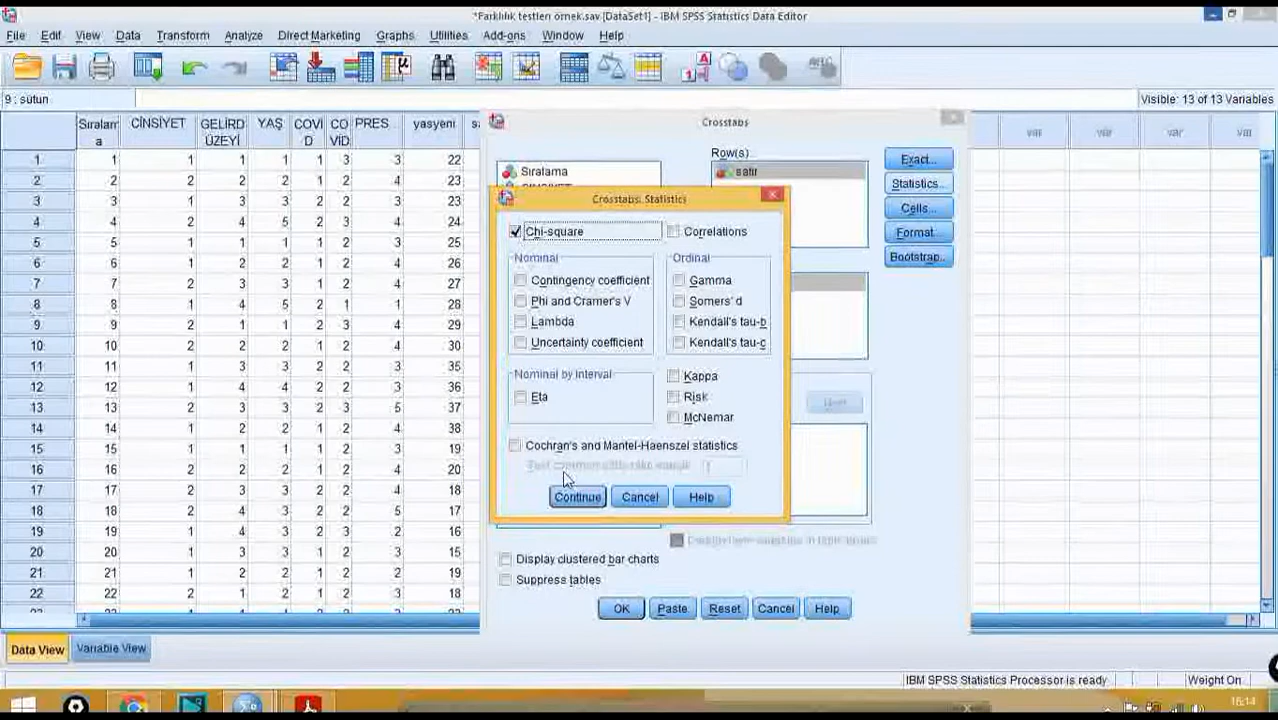 *Farklılık testlen örnek.sav [DataSet1] - IBM SPSS Statistics Data Editor
File Edit View Data Transform Analyze Direct Marketing Graphs Utilities Add-ons Window Help
9 : sutun
Visible: 13 of 13 Variables
Sıralam a CİNSİYET GELİRD ÜZEYİ YAŞ COVİ D CO VİD PRES yasyeni var var var
1 1 1 1 1 1 3 3 22
2 2 2 2 2 1 2 4 23
3 3 1 3 3 2 2 3 23
4 4 2 4 5 2 3 4 24
5 5 1 1 1 1 2 3 25
6 6 1 2 2 1 2 4 26
7 7 2 3 3 1 2 4 27
8 8 1 4 5 2 1 1 28
9 9 2 1 1 2 3 4 29
10 10 2 2 2 1 2 4 30
11 11 1 3 3 2 2 3 35
12 12 1 4 4 1 2 3 36
13 13 2 3 3 2 3 5 37
14 14 2 2 2 1 2 4 38
15 15 1 1 1 1 2 3 19
16 16 2 2 2 1 2 4 20
17 17 2 3 3 1 2 4 18
18 18 2 4 3 2 2 5 17
19 19 1 4 3 2 3 2 16
20 20 1 3 3 1 2 3 15
21 21 1 2 2 1 2 2 19
22 22 2 1 2 1 2 3 18
Crosstabs
Sıralama
Row(s)...
satır
Exact...
Statistics...
Cells...
Format...
Bootstrap...
Crosstabs: Statistics
Chi-square
Correlations
Nominal
Contingency coefficient
Phi and Cramer's V
Lambda
Uncertainty coefficient
Ordinal
Gamma
Somers' d
Kendall's tau-b
Kendall's tau-c
Nominal by Interval
Eta
Kappa
Risk
McNemar
Cochran's and Mantel-Haenszel statistics
Continue Cancel Help
Display clustered bar charts
Suppress tables
OK Paste Reset Cancel Help
Data View Variable View
IBM SPSS Statistics Processor is ready Weight On
16:14